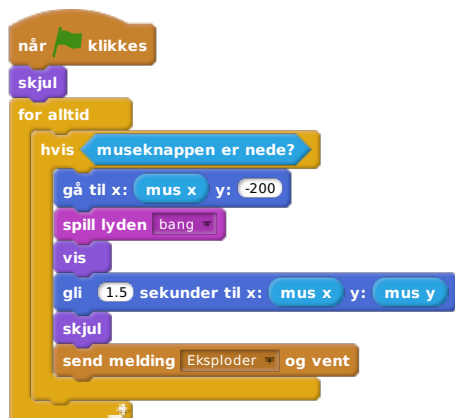 når klikkes
skjul
for alltid
hvis museknappen er nede?
gå til x: mus x y: -200
spill lyden bang
vis
gli 1.5 sekunder til x: mus x y: mus y
skjul
send melding Eksploder og vent